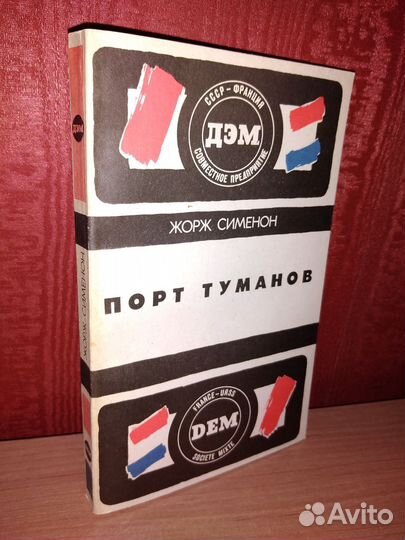 СССР – ФРАНЦИЯ
ДЭМ
СОВМЕСТНОЕ ПРЕДПРИЯТИЕ
ЖОРЖ СИМЕНОН
ПОРТ ТУМАНОВ
FRANCE – URSS
DEM
SOCIETE MIXTE
ДЭМ
ЖОРЖ СИМЕНОН
Avito